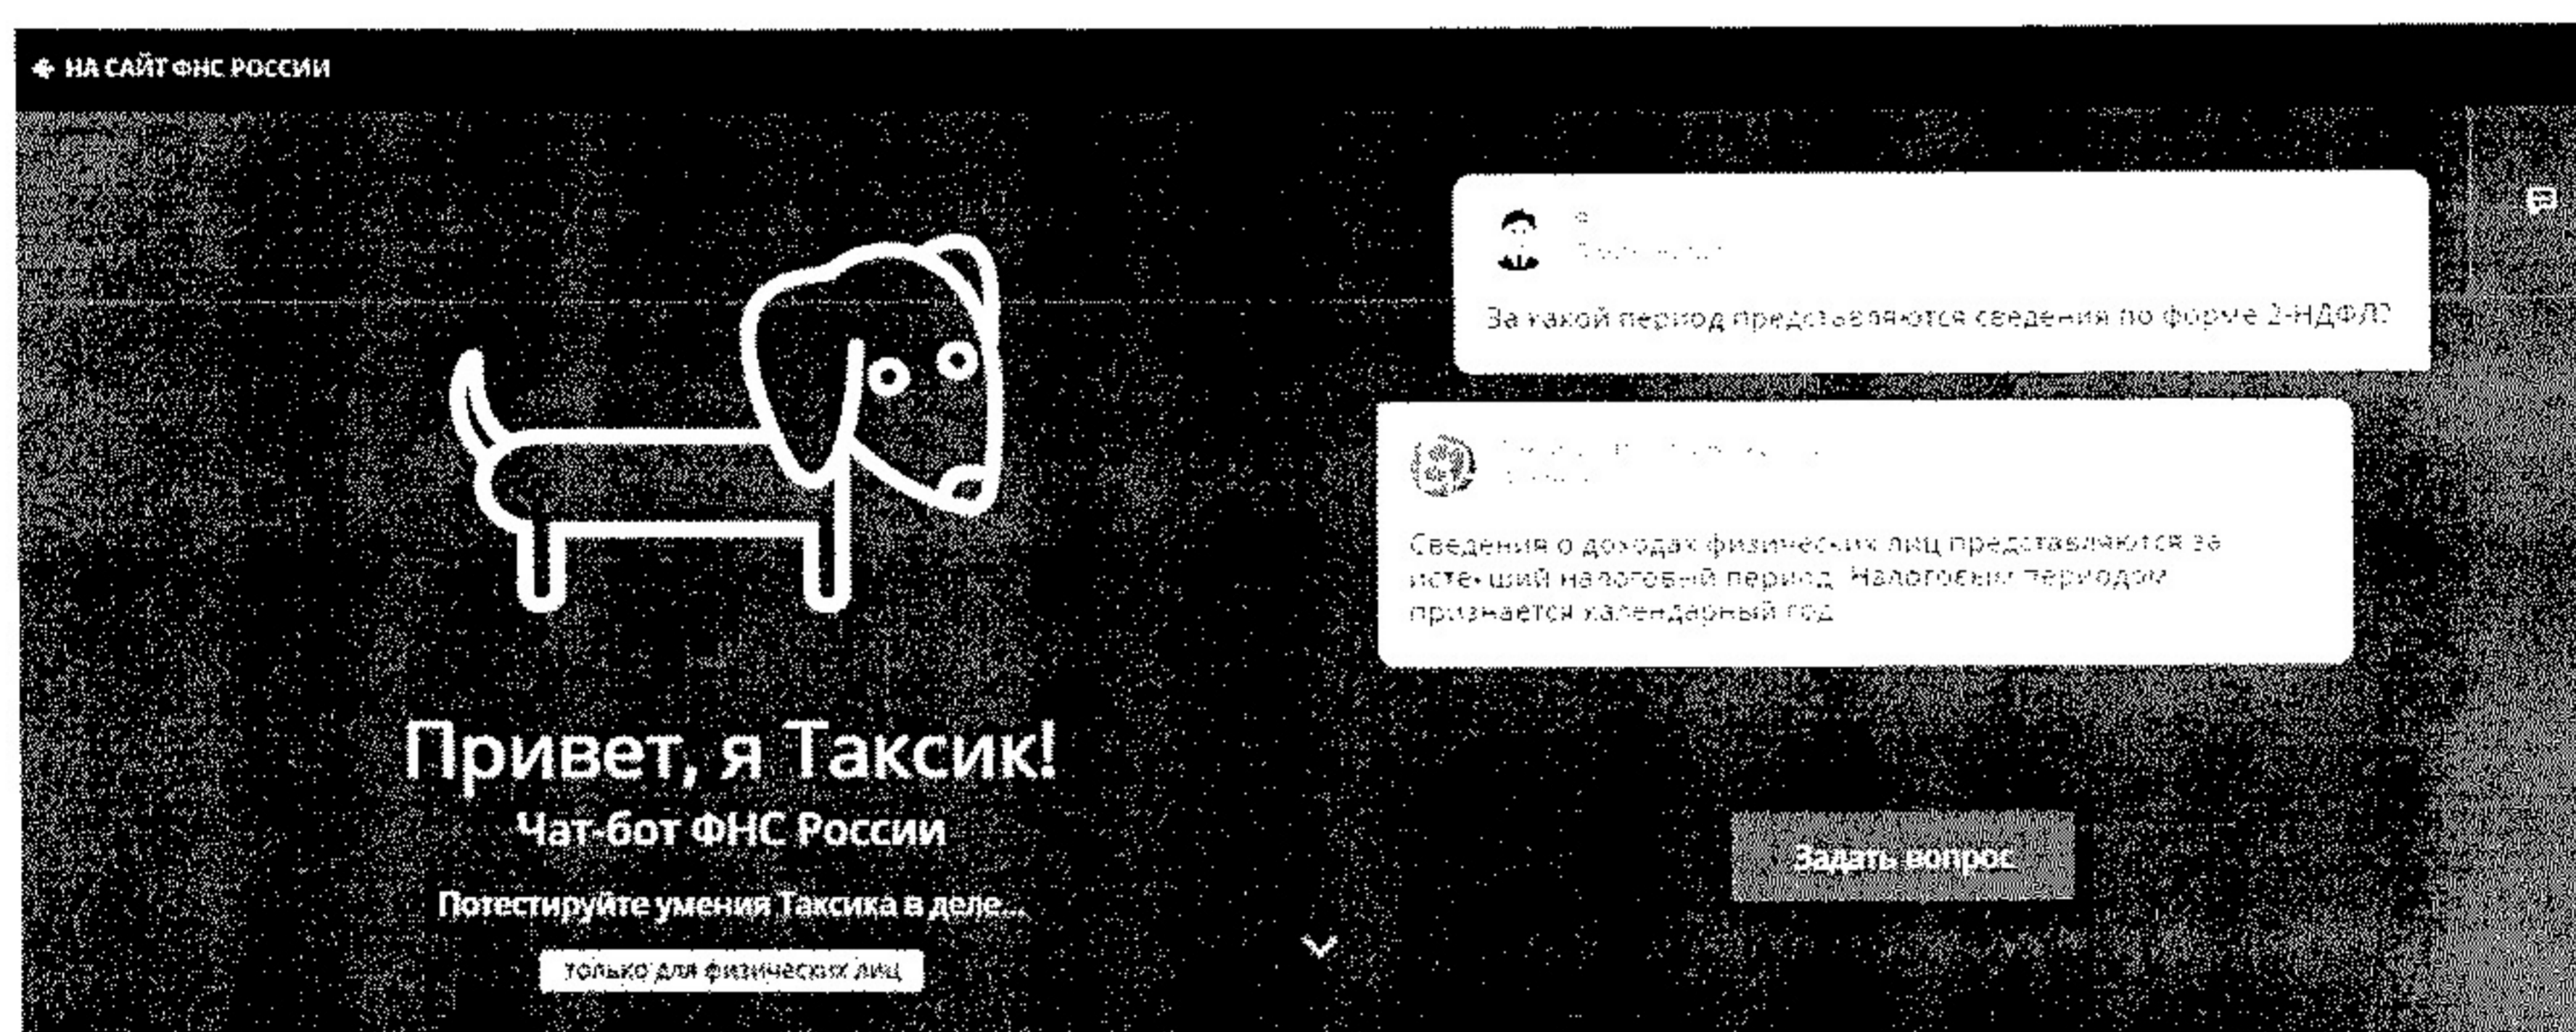 НА САЙТ ФНС РОССИИ
За какой период представляются сведения по форме 2-НДФЛ?
Сведения о доходах физических лиц представляются за
истекший налоговый период. Налоговым периодом
признается календарный год
Привет, я Таксик!
Чат-бот ФНС России
Потестируйте умения Таксика в деле...
только для физических лиц
Задать вопрос